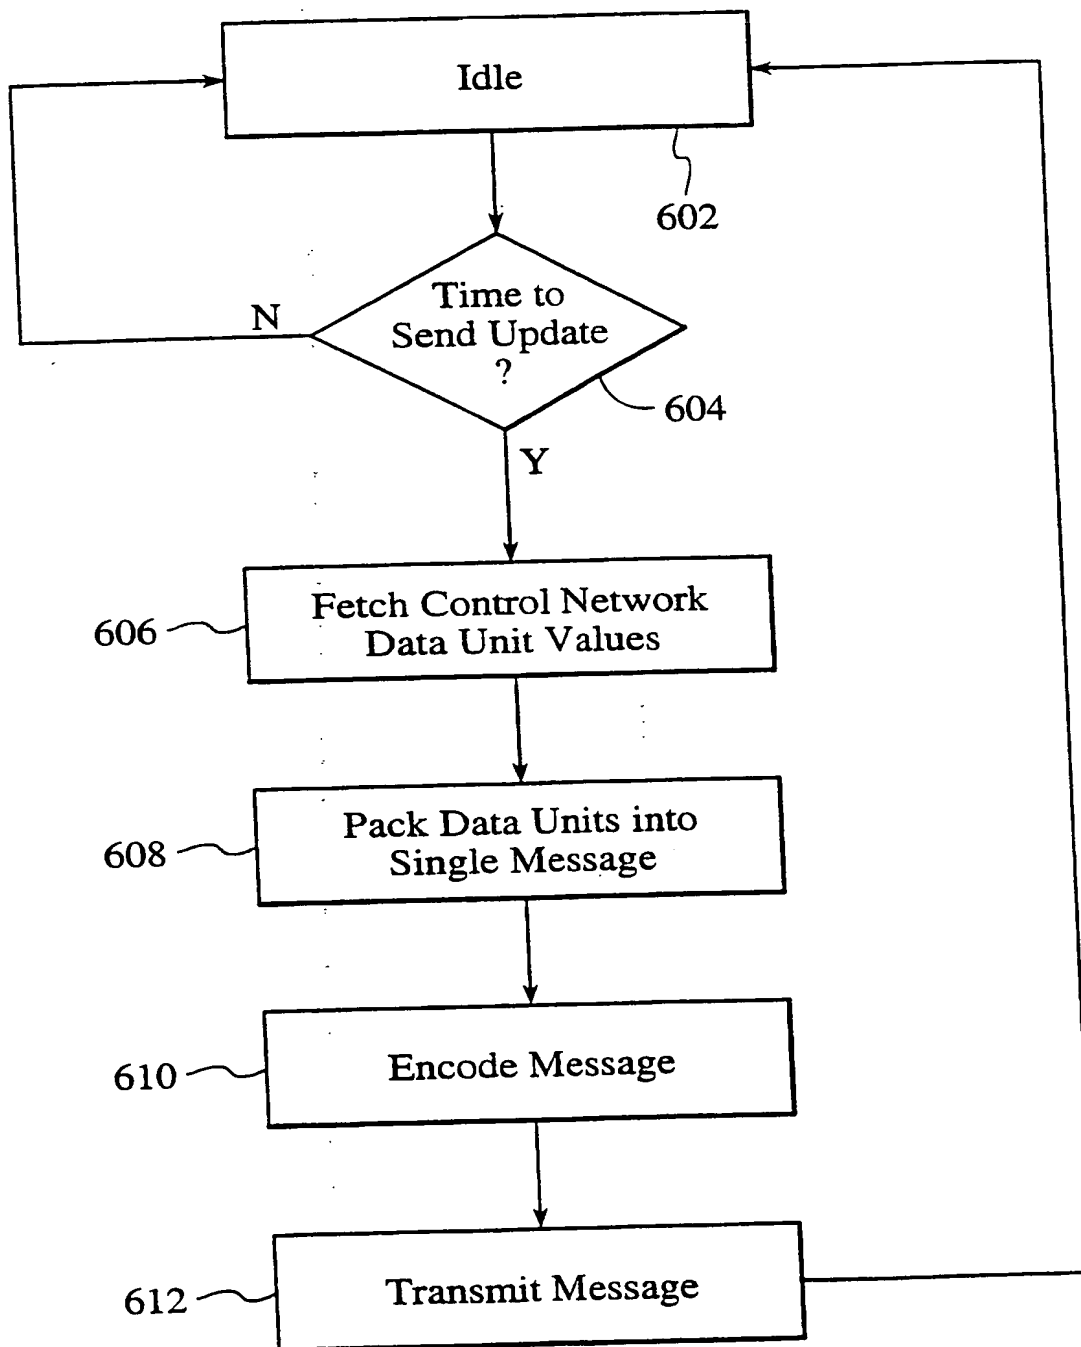 Idle
602
Time to
Send Update
?
N
604
Y
Fetch Control Network
Data Unit Values
606
Pack Data Units into
Single Message
608
Encode Message
610
Transmit Message
612